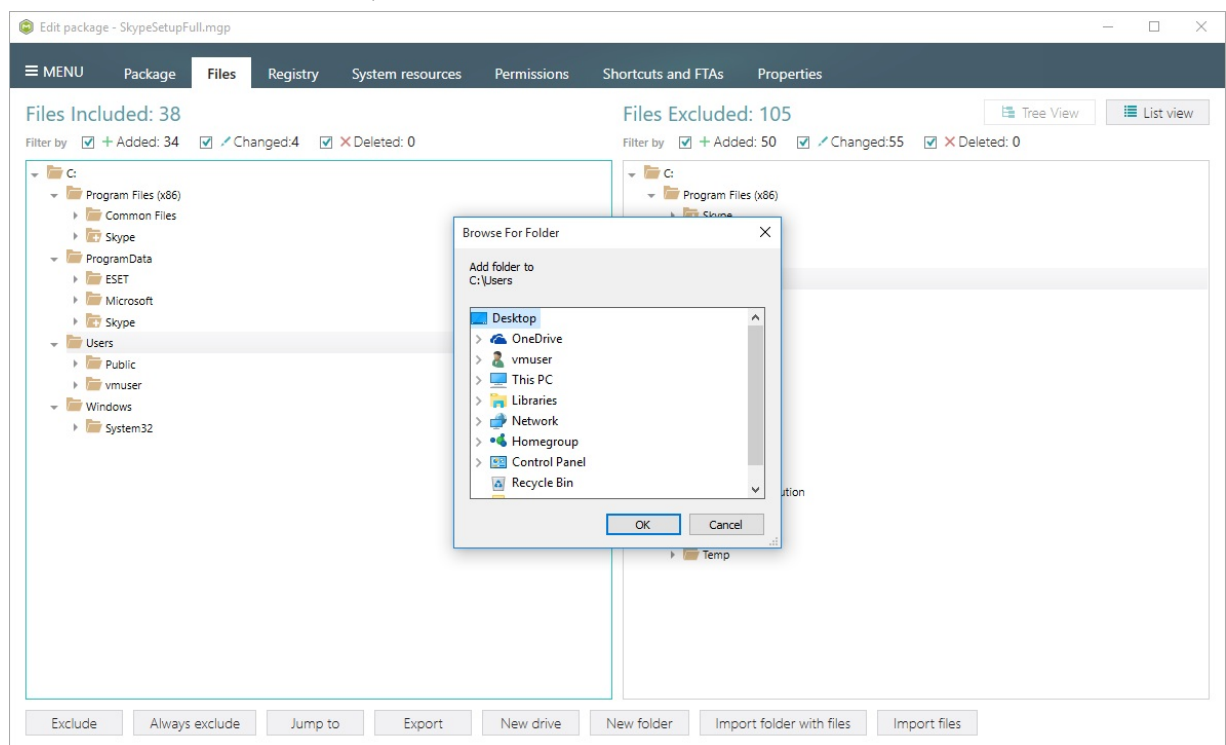 Edit package - SkypeSetupFull.mgp
MENU Package Files Registry System resources Permissions Shortcuts and FTAs Properties
Files Included: 38
Filter by + Added: 34 Changed:4 Deleted: 0
C:
Program Files (x86)
Common Files
Skype
ProgramData
ESET
Microsoft
Skype
Users
Public
vmuser
Windows
System32
Files Excluded: 105
Tree View List view
Filter by + Added: 50 Changed:55 Deleted: 0
C:
Program Files (x86)
Skype
Temp
Browse For Folder
Add folder to
C:\Users
Desktop
OneDrive
vmuser
This PC
Libraries
Network
Homegroup
Control Panel
Recycle Bin
OK Cancel
Exclude Always exclude Jump to Export New drive New folder Import folder with files Import files